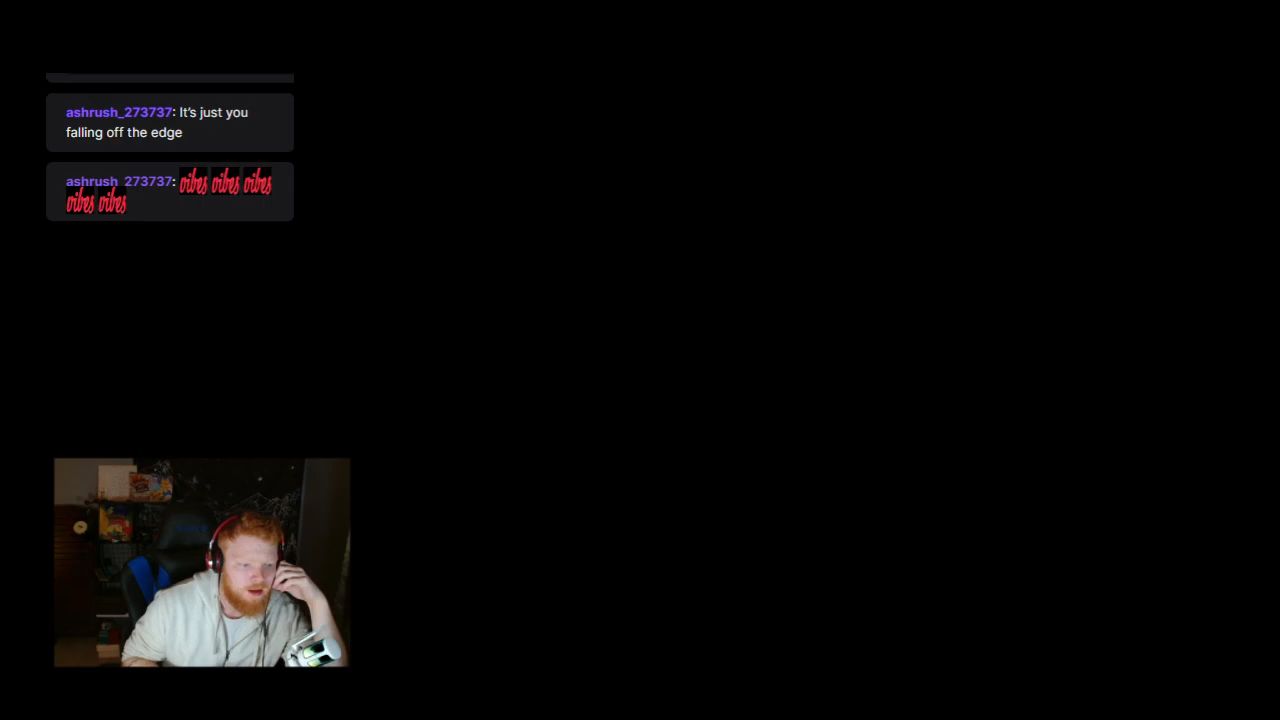 ashrush_273737: It's just you
falling off the edge
ashrush_273737: vibes vibes vibes
vibes vibes